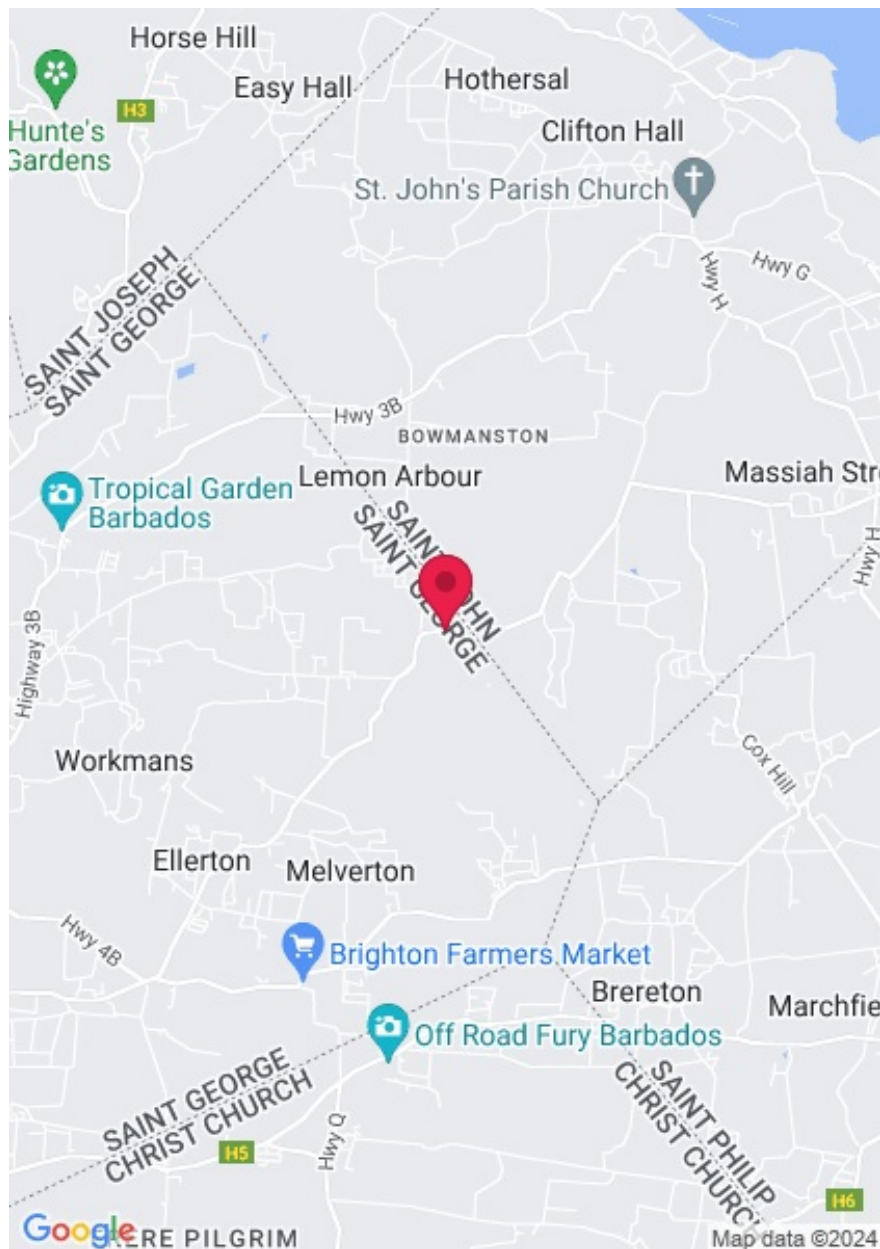 Horse Hill
Easy Hall
Hothersal
H3
Hunte's
Gardens
Clifton Hall
St. John's Parish Church
Hwy G
Hwy H
SAINT JOSEPH
SAINT GEORGE
Hwy 3B
BOWMANSTON
Lemon Arbour
Massiah Str
Tropical Garden
Barbados
SAINT JOHN
SAINT GEORGE
Hwy H
Highway 3B
Workmans
Cox Hill
Ellerton
Melverton
Hwy 4B
Brighton Farmers Market
Brereton
Marchfie
Off Road Fury Barbados
SAINT GEORGE
CHRIST CHURCH
SAINT PHILIP
CHRIST CHURCH
Hwy Q
H5
H6
Google
ERE PILGRIM
Map data ©2024